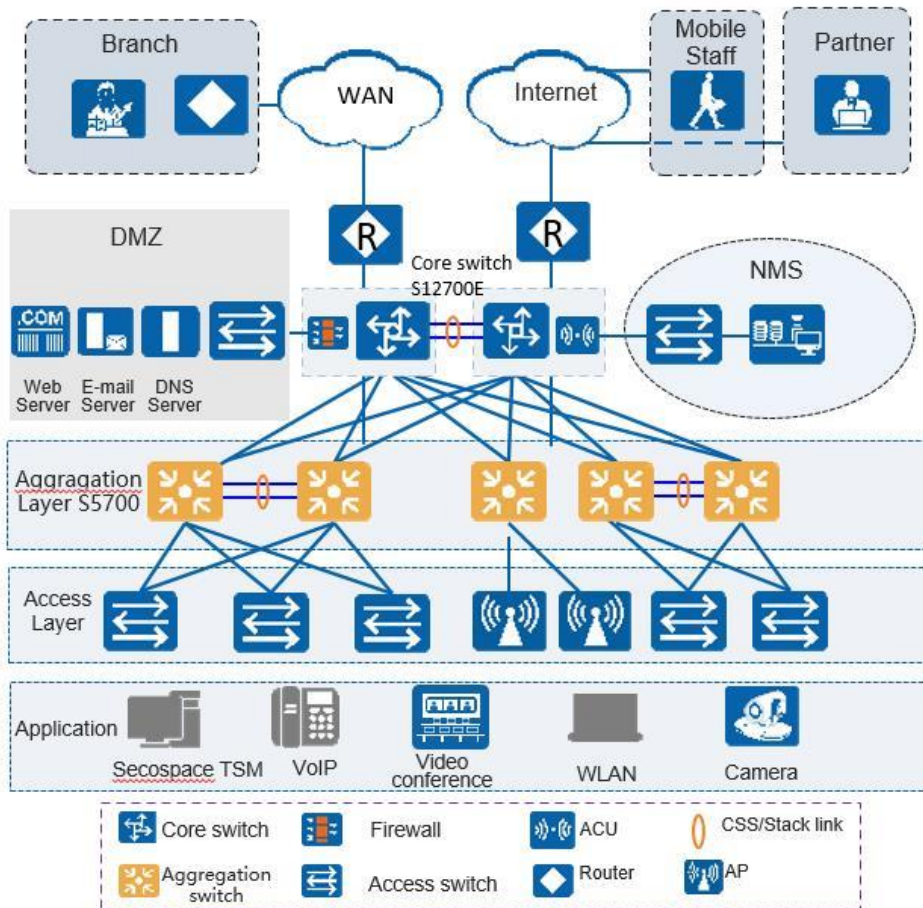 Branch
WAN
Internet
Mobile
Staff
Partner
R
R
DMZ
Core switch
S12700E
NMS
.COM
Web
Server
E-mail
Server
DNS
Server
Aggragation
Layer S5700
Access
Layer
Application
Secospace TSM
VoIP
Video
conference
WLAN
Camera
Core switch
Firewall
ACU
CSS/Stack link
Aggregation
switch
Access switch
Router
AP